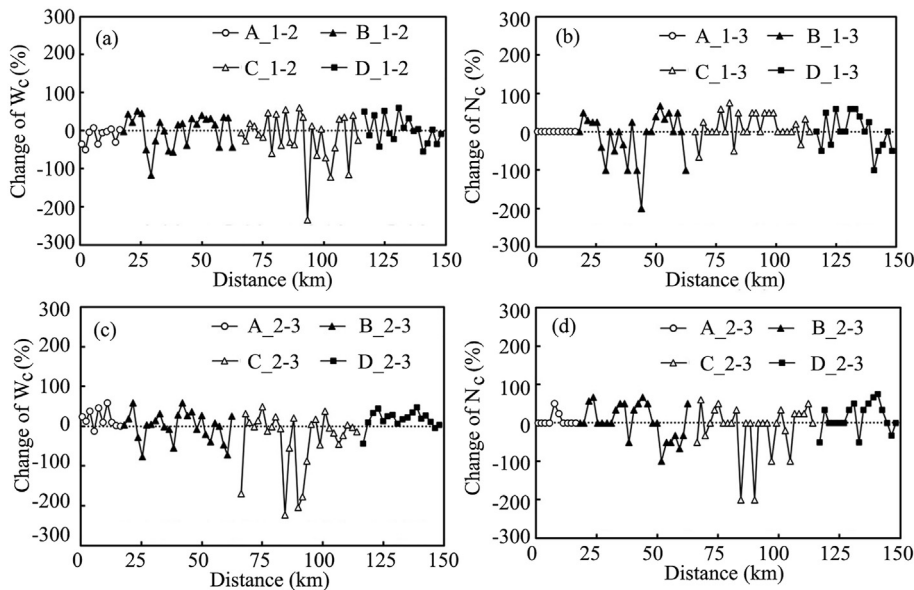 (a)
A_1-2 B_1-2
C_1-2 D_1-2
Change of Wc (%)
300
200
100
0
-100
-200
-300
0 25 50 75 100 125 150
Distance (km)
(b)
A_1-3 B_1-3
C_1-3 D_1-3
Change of Nc (%)
300
200
100
0
-100
-200
-300
0 25 50 75 100 125 150
Distance (km)
(c)
A_2-3 B_2-3
C_2-3 D_2-3
Change of Wc (%)
300
200
100
0
-100
-200
-300
0 25 50 75 100 125 150
Distance (km)
(d)
A_2-3 B_2-3
C_2-3 D_2-3
Change of Nc (%)
300
200
100
0
-100
-200
-300
0 25 50 75 100 125 150
Distance (km)